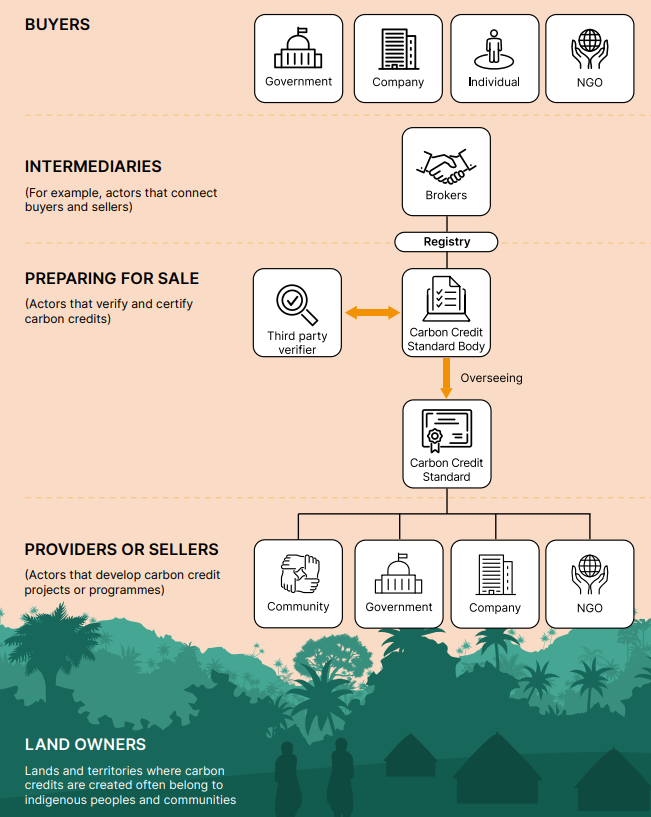 BUYERS
Government
Company
Individual
NGO
INTERMEDIARIES
(For example, actors that connect
buyers and sellers)
Brokers
Registry
PREPARING FOR SALE
(Actors that verify and certify
carbon credits)
Third party
verifier
Carbon Credit
Standard Body
Overseeing
Carbon Credit
Standard
PROVIDERS OR SELLERS
(Actors that develop carbon credit
projects or programmes)
Community
Government
Company
NGO
LAND OWNERS
Lands and territories where carbon
credits are created often belong to
indigenous peoples and communities